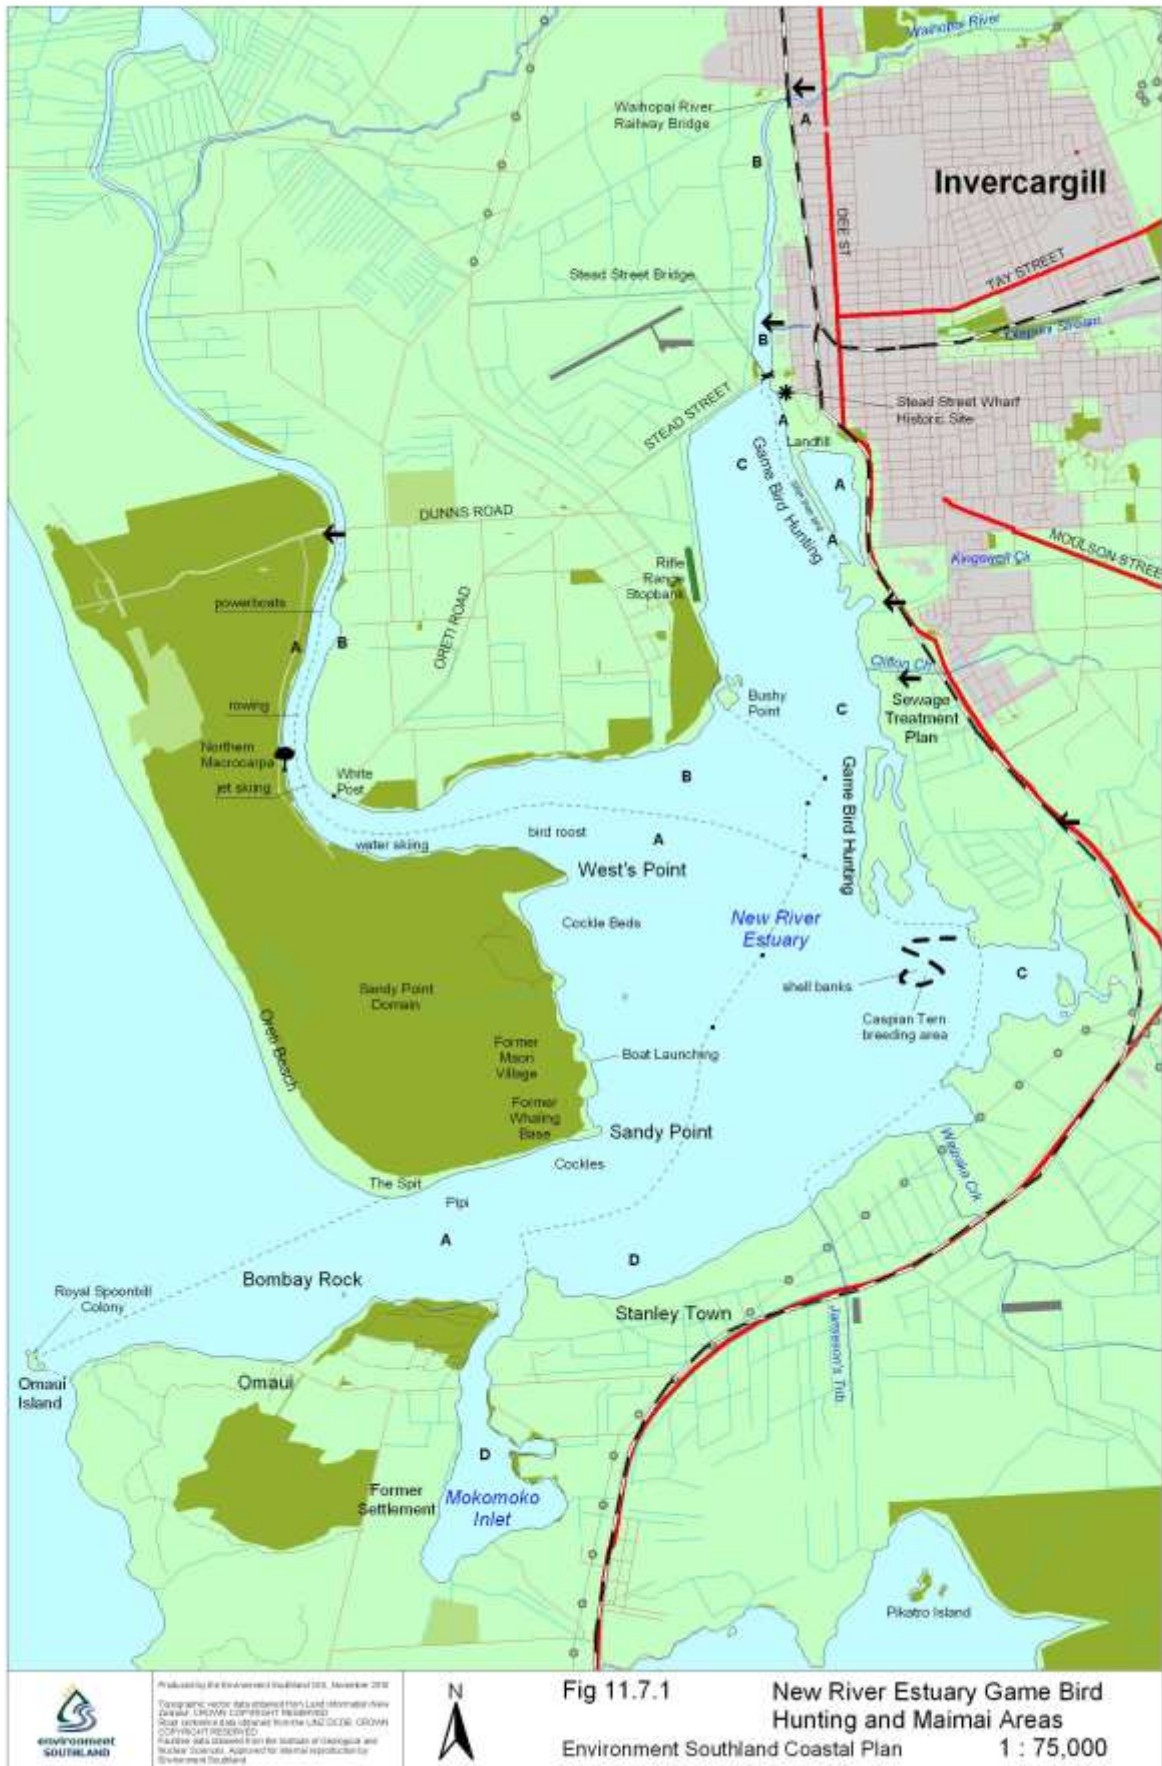 Waihopai River
Waihopai River
Railway Bridge
A
B
Invercargill
DEE ST
TAY STREET
Stead Street Bridge
B
Stream
STEAD STREET
Stead Street Wharf
Historic Site
A
Landfill
C
Game Bird Hunting
A
A
DUNNS ROAD
MOULSON STREE
Kingswell Ck
Rifle
Range
Stopbank
powerboats
ORETI ROAD
A
B
Clifton Ch
Sewage
Treatment
Plan
Bushy
Point
C
rowing
Northern
Macrocarpa
jet skiing
White
Post
B
Game Bird Hunting
water skiing
bird roost
A
West's Point
Cockle Beds
New River
Estuary
shell banks
C
Sandy Point
Domain
Caspian Tern
breeding area
Beach
Former
Village
Boat Launching
Former
Whaling
Base
Sandy Point
Cockles
The Spit
Pipi
A
D
Bombay Rock
Royal Spoonbill
Colony
Stanley Town
Omaui
Omaui
Island
D
Former
Settlement
Mokomoko
Inlet
Island
N
environment
SOUTHLAND
Fig 11.7.1
New River Estuary Game Bird
Hunting and Maimai Areas
Environment Southland Coastal Plan
1 : 75,000